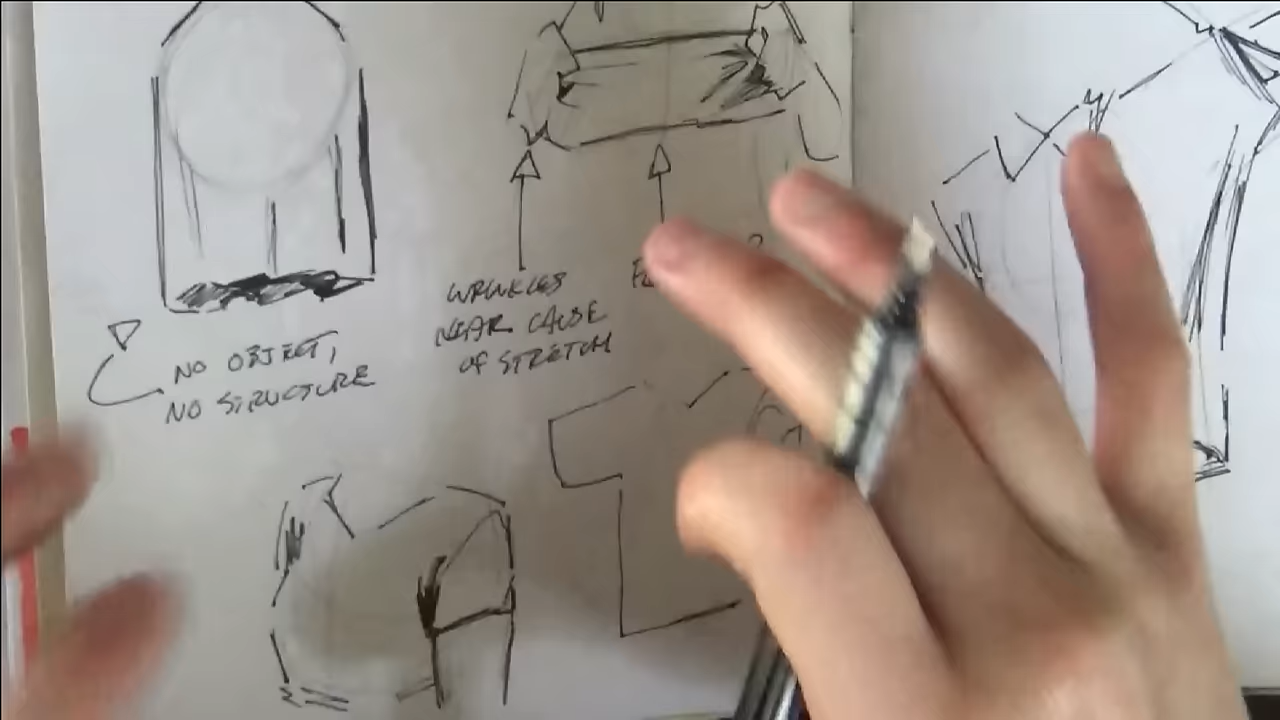 WRINKLES
NEAR CAUSE
OF STRETCH
NO OBJECT,
NO STRUCTURE